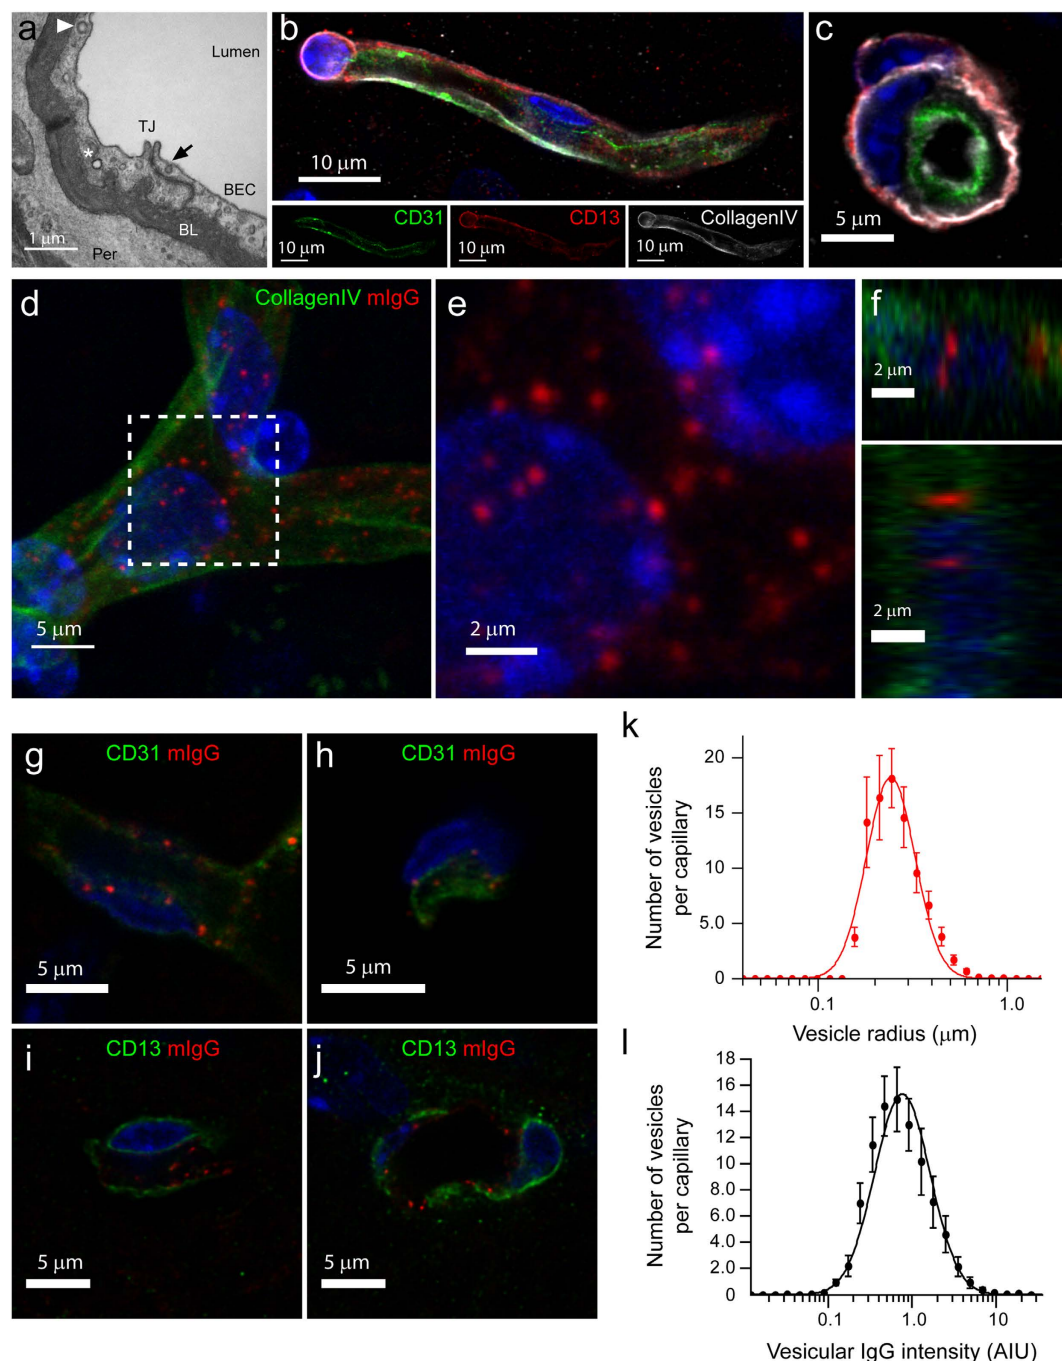 a
Lumen
TJ
*
BEC
BL
1 μm
Per
b
10 μm
CD31
10 μm
CD13
10 μm
CollagenIV
10 μm
c
5 μm
d
CollagenIV mIgG
5 μm
e
2 μm
f
2 μm
2 μm
g
CD31 mIgG
5 μm
h
CD31 mIgG
5 μm
i
CD13 mIgG
5 μm
j
CD13 mIgG
5 μm
k
Number of vesicles
per capillary
20
15
10
5.0
0
0.1 1.0
Vesicle radius (μm)
l
Number of vesicles
per capillary
18
16
14
12
10
8.0
6.0
4.0
2.0
0
0.1 1.0 10
Vesicular IgG intensity (AIU)